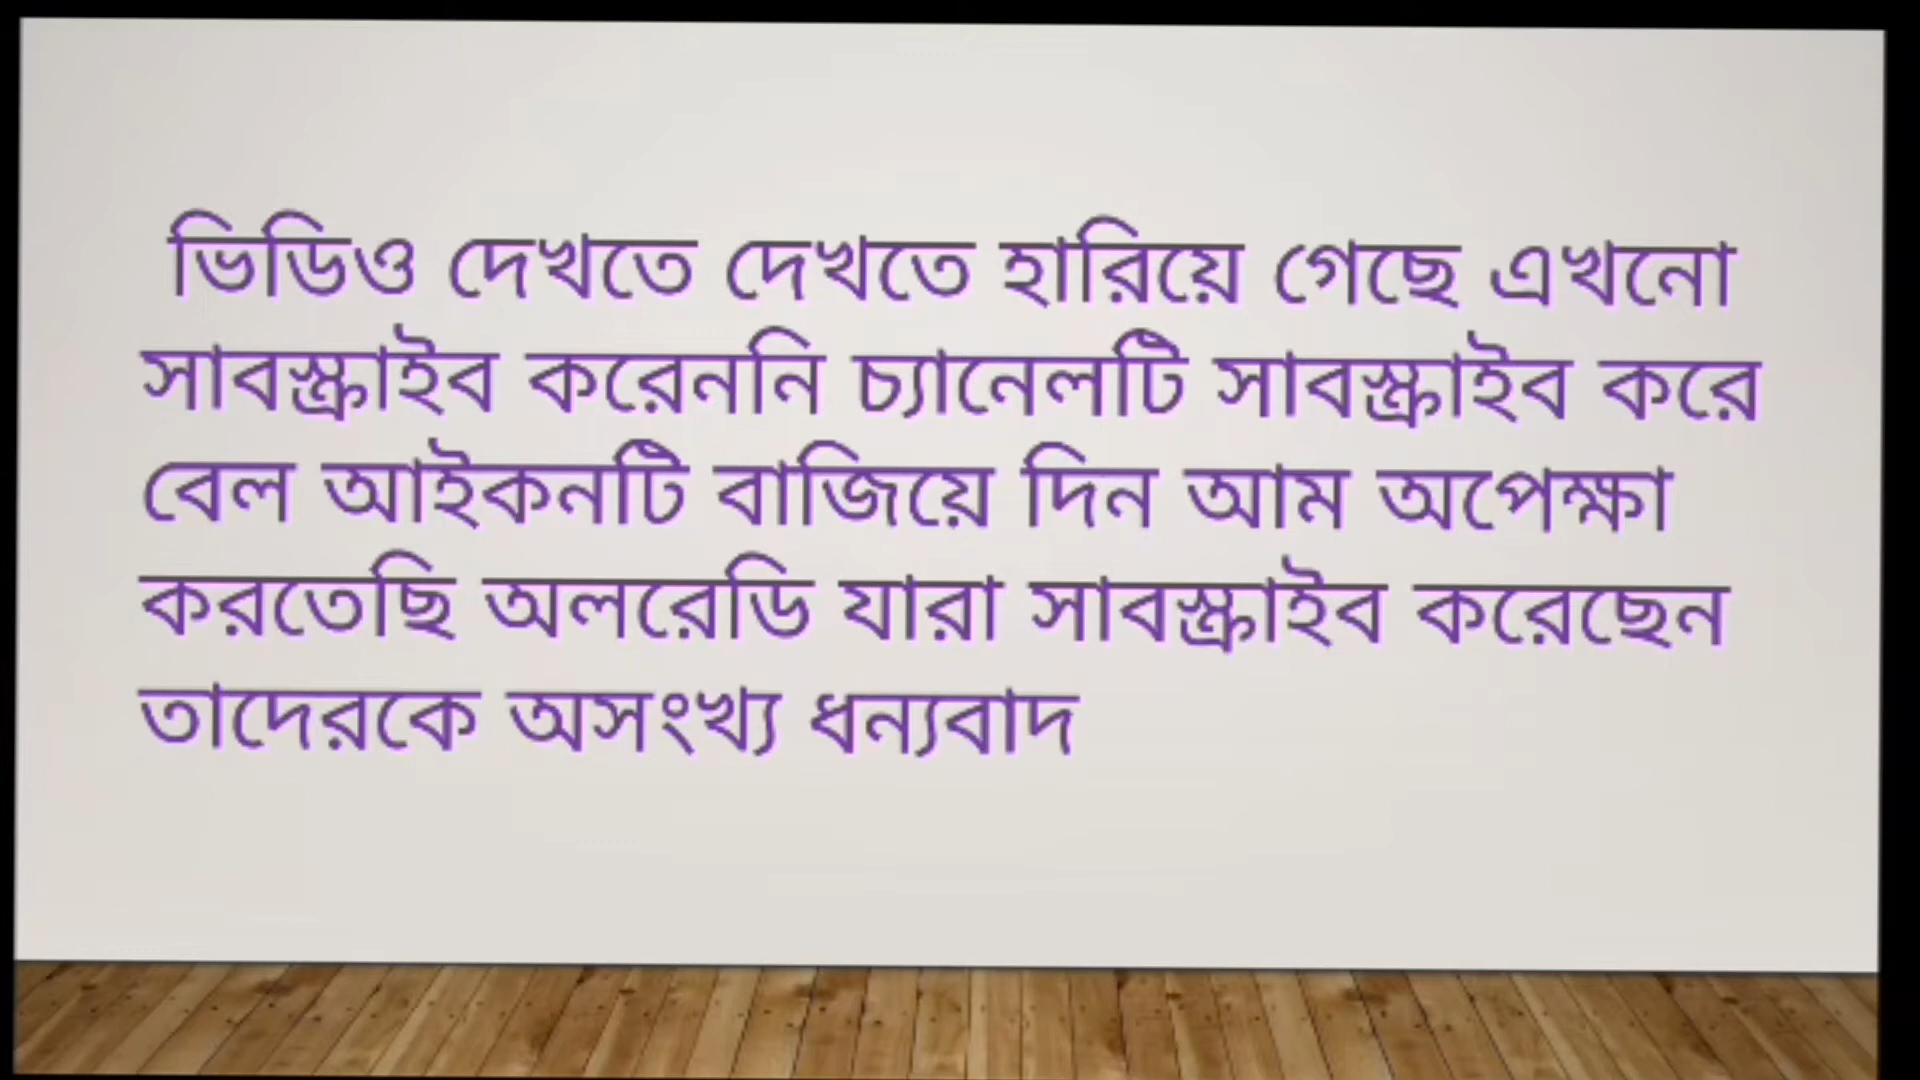 ভিডিও দেখতে দেখতে হারিয়ে গেছে এখনো
সাবস্ক্রাইব করেননি চ্যানেলটি সাবস্ক্রাইব করে
বেল আইকনটি বাজিয়ে দিন আম অপেক্ষা
করতেছি অলরেডি যারা সাবস্ক্রাইব করেছেন
তাদেরকে অসংখ্য ধন্যবাদ